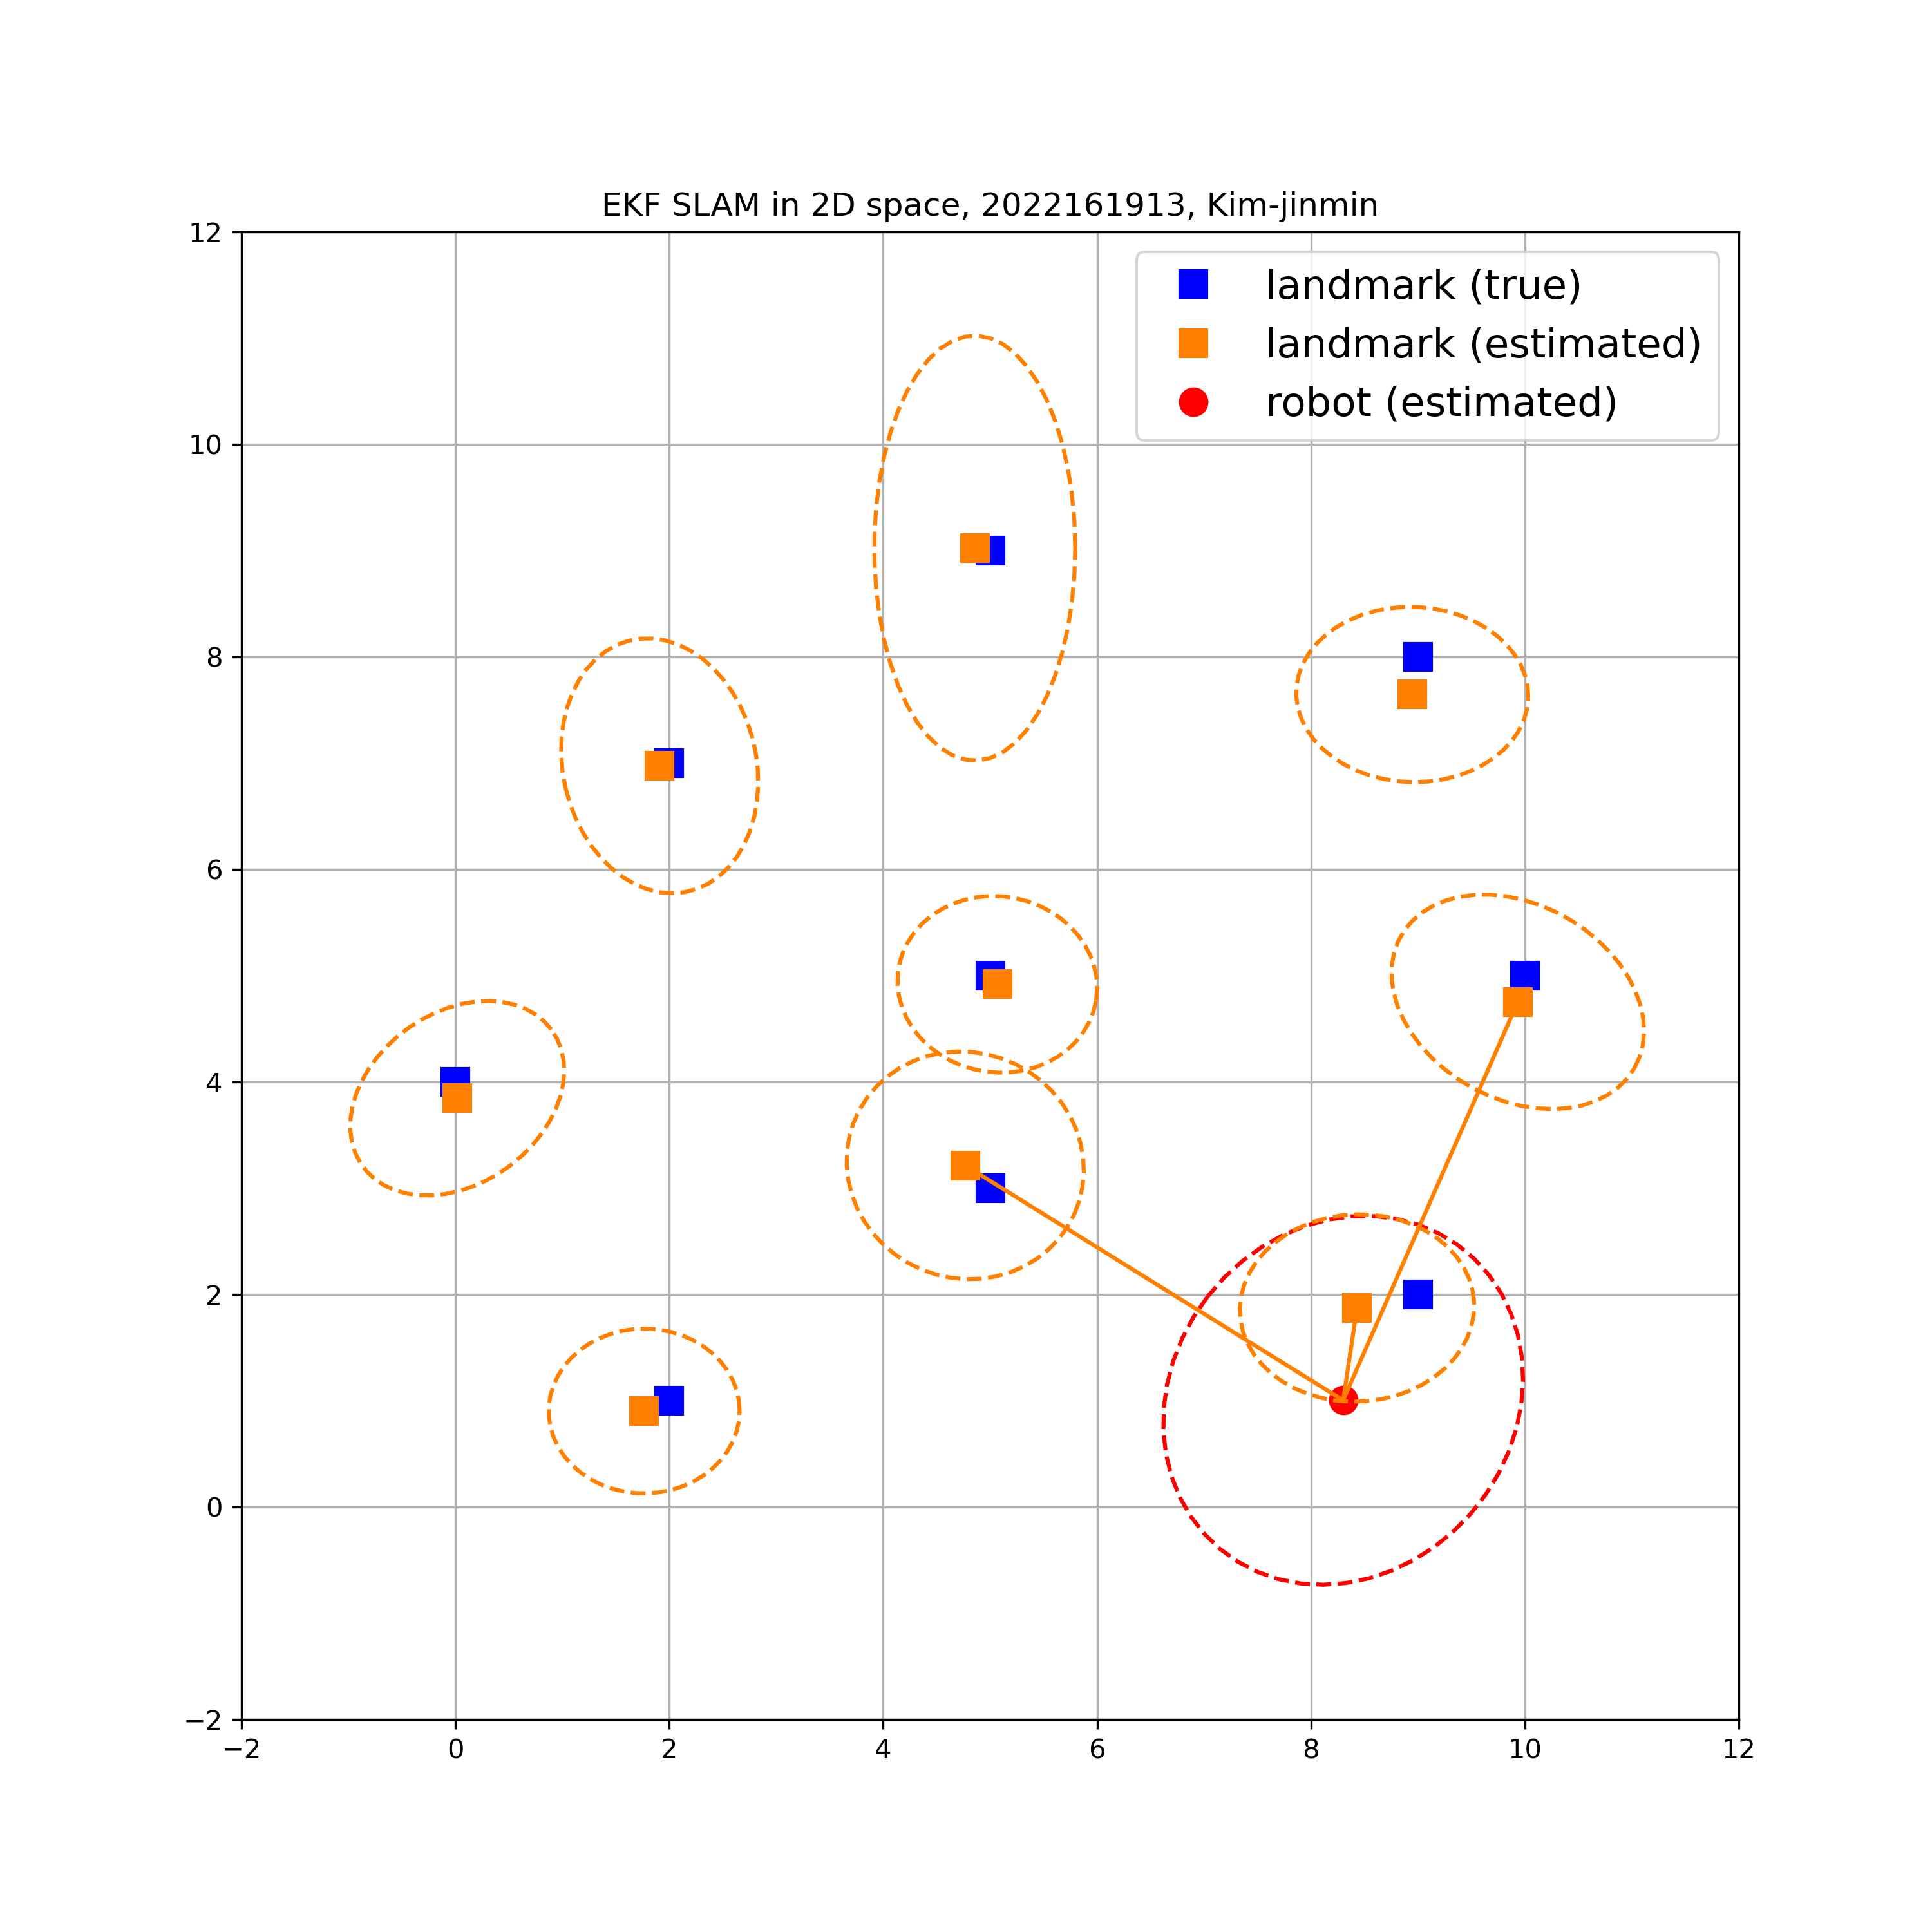 EKF SLAM in 2D space, 2022161913, Kim-jinmin
12
landmark (true)
landmark (estimated)
robot (estimated)
10
8
6
4
2
0
−2
−2 0 2 4 6 8 10 12